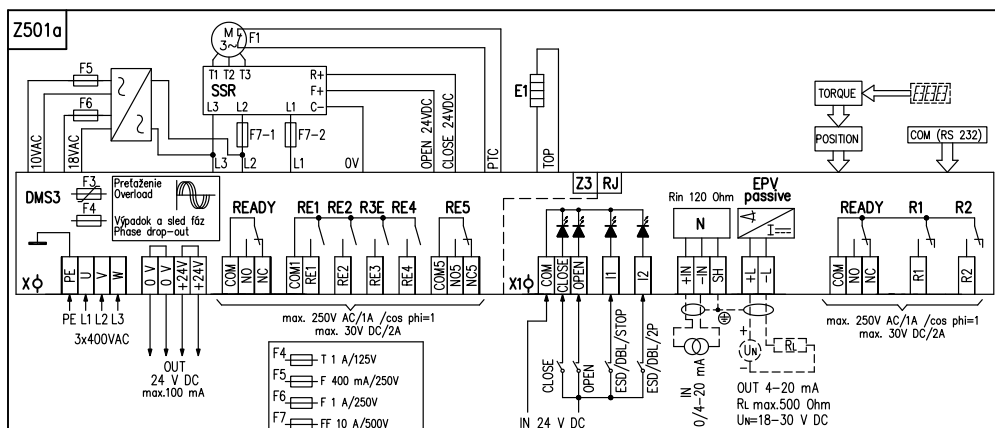 Z501a
M
3~
F1
T1 T2 T3
SSR
R+
F+
C-
L3 L2 L1
F5
F6
F7-1
F7-2
E1
TORQUE
POSITION
COM (RS 232)
10VAC
18VAC
L3 L2 L1
0V
OPEN 24VDC
CLOSE 24VDC
PTC
TOP
DMS3
F3
F4
Preťaženie
Overload
Výpadok a sled fáz
Phase drop-out
READY
RE1 RE2 R3E RE4
RE5
Z3 RJ
Rin 120 Ohm
N
EPV
passive
I
READY
R1
R2
X
PE
U
V
W
0 V
0 V
+24V
+24V
COM
NO
NC
COM1
RE1
RE2
RE3
RE4
COM5
NO5
NC5
X1
COM
CLOSE
OPEN
I1
I2
+IN
-IN
SH
+L
-L
COM
NO
NC
R1
R2
PE L1 L2 L3
3x400VAC
OUT
24 V DC
max.100 mA
max. 250V AC/1A /cos phi=1
max. 30V DC/2A
F4 T 1 A/125V
F5 F 400 mA/250V
F6 F 1 A/250V
F7 FF 10 A/500V
CLOSE
OPEN
ESD/DBL/STOP
ESD/DBL/2P
IN 24 V DC
IN
0/4-20 mA
+
UN
-
RL
OUT 4-20 mA
RL max.500 Ohm
UN=18-30 V DC
max. 250V AC/1A /cos phi=1
max. 30V DC/2A